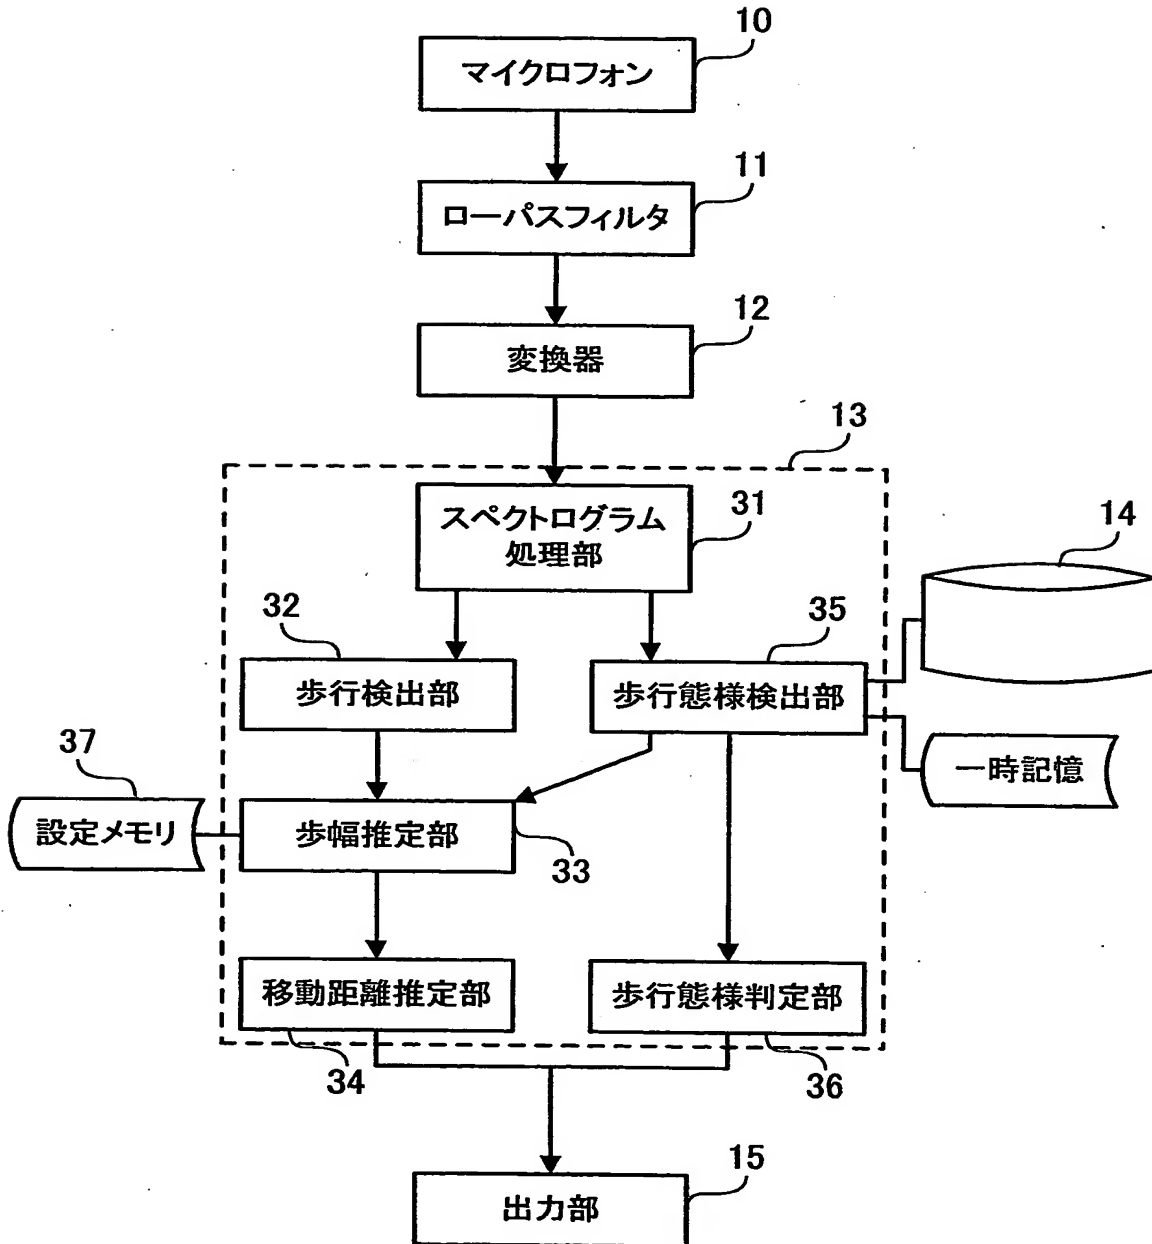 10
マイクロフォン
11
ローパスフィルタ
12
変換器
13
31
スペクトログラム
処理部
14
32
35
歩行検出部
歩行態様検出部
37
一時記憶
設定メモリ
歩幅推定部
33
移動距離推定部
歩行態様判定部
34
36
15
出力部